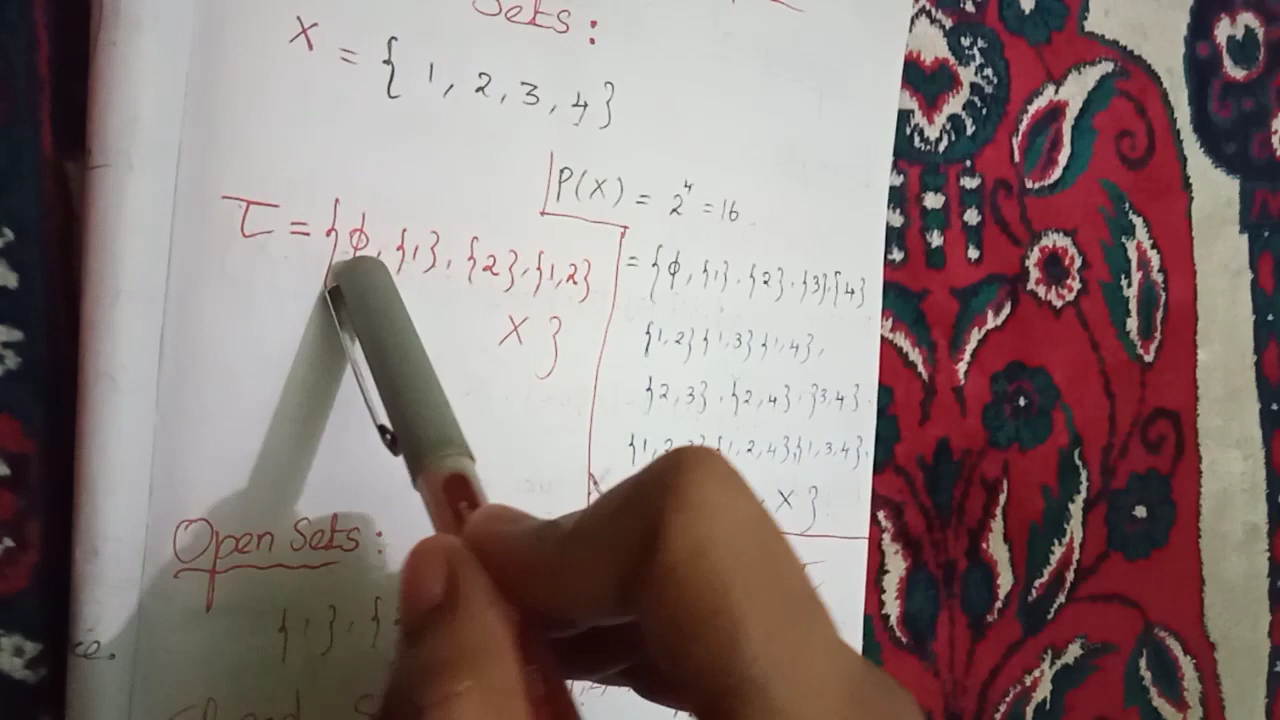 Sets:
X = { 1, 2, 3, 4 }
P(X) = 2⁴ = 16
τ = {ϕ, {1}, {2}, {1,2}
X }
= {ϕ, {1}, {2}, {3}, {4}
{1,2} {1,3} {1,4},
{2,3}, {2,4}, {3,4}.
{1,2,3} {1,2,4}, {1,3,4},
, X }
Open Sets:
{1}, {